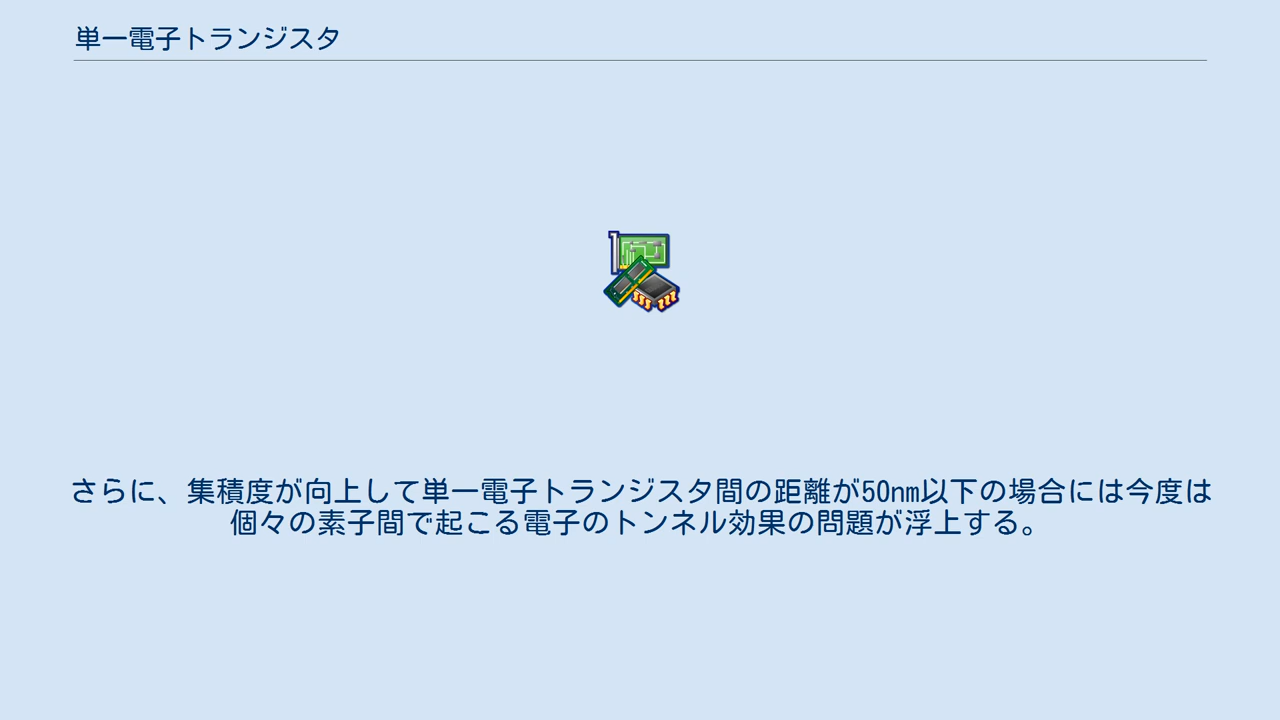 単一電子トランジスタ
さらに、集積度が向上して単一電子トランジスタ間の距離が50nm以下の場合には今度は
個々の素子間で起こる電子のトンネル効果の問題が浮上する。